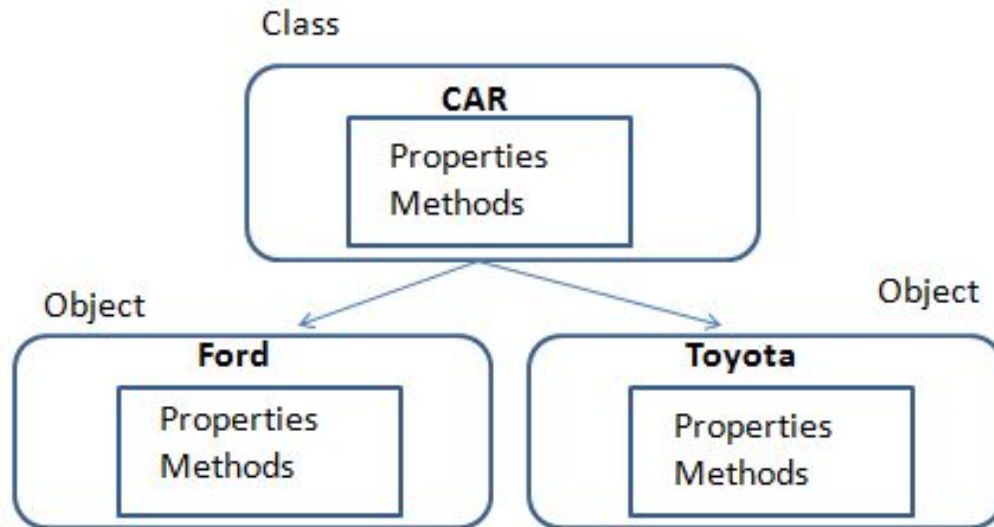 Class
CAR
Properties
Methods
Object
Object
Ford
Properties
Methods
Toyota
Properties
Methods